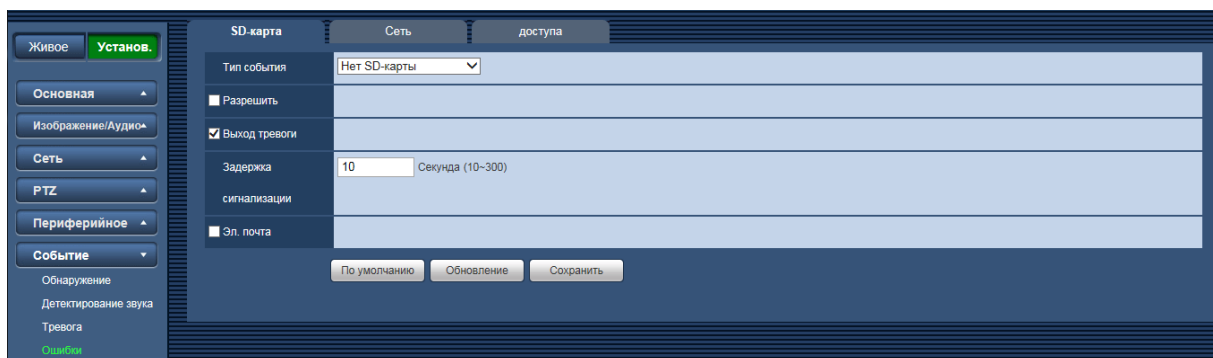 SD-карта
Сеть
доступа
Живое
Установ.
Основная
Изображение/Аудио
Сеть
PTZ
Периферийное
Событие
Обнаружение
Детектирование звука
Тревога
Ошибки
Тип события
Нет SD-карты
Разрешить
Выход тревоги
Задержка
сигнализации
10
Секунда (10~300)
Эл. почта
По умолчанию
Обновление
Сохранить